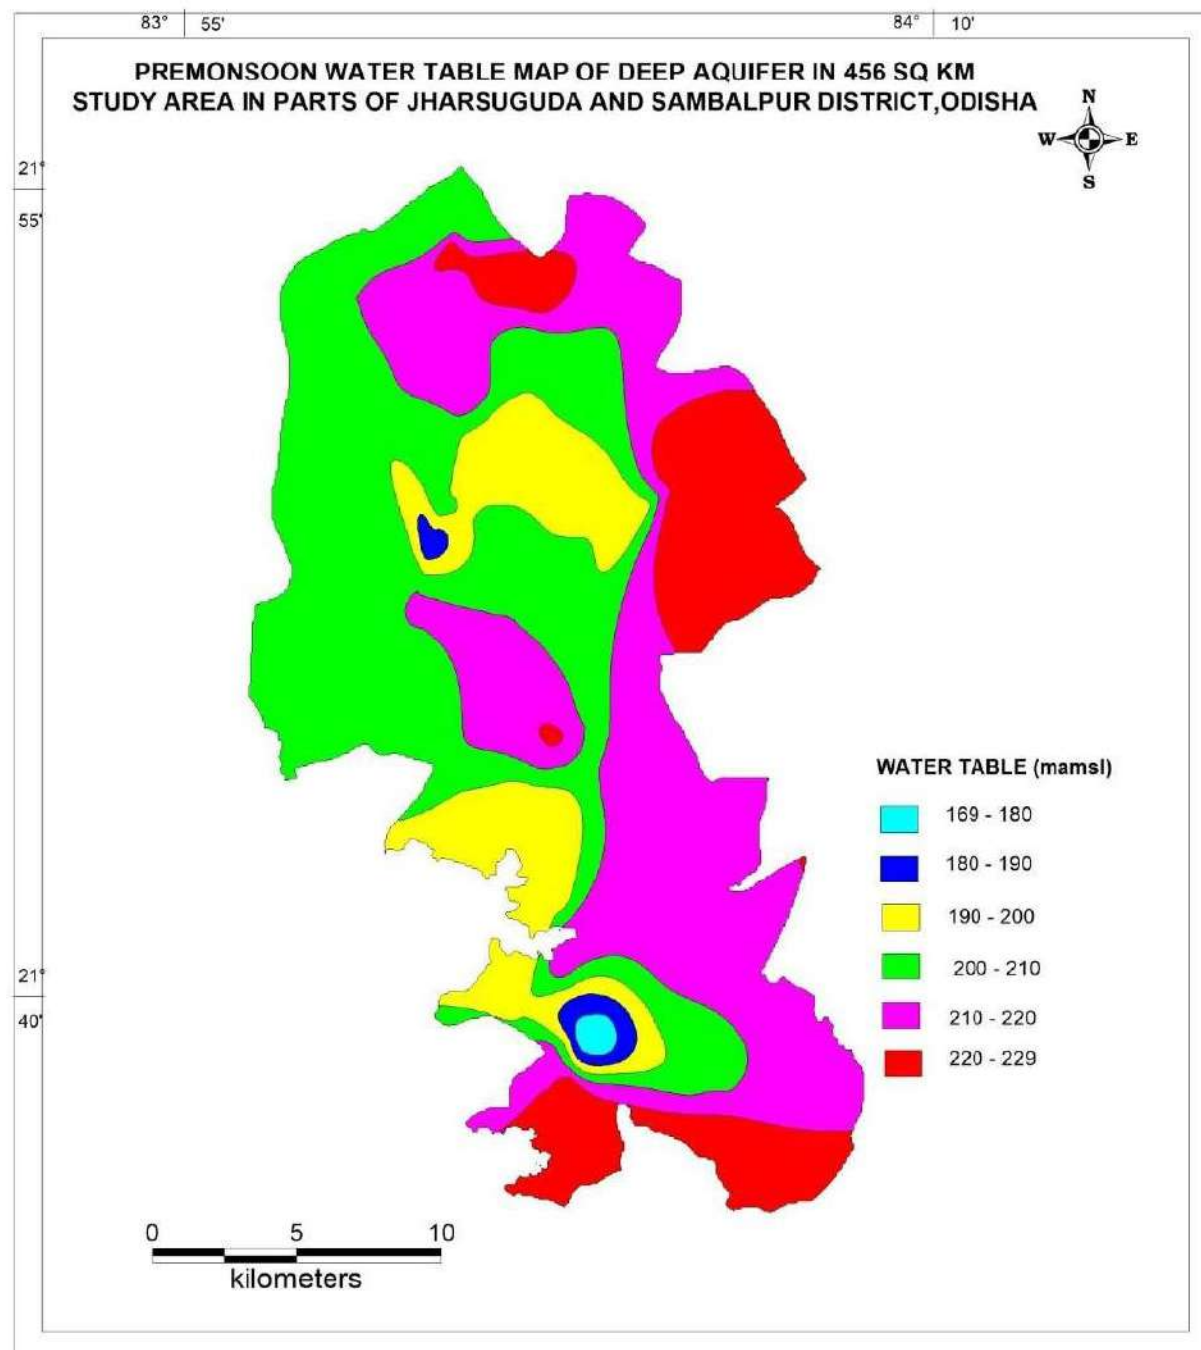 83° 55' 84° 10'
PREMONSOON WATER TABLE MAP OF DEEP AQUIFER IN 456 SQ KM
STUDY AREA IN PARTS OF JHARSUGUDA AND SAMBALPUR DISTRICT,ODISHA
N
W E
S
21°
55'
WATER TABLE (mamsl)
169 - 180
180 - 190
190 - 200
200 - 210
210 - 220
220 - 229
21°
40'
0 5 10
kilometers